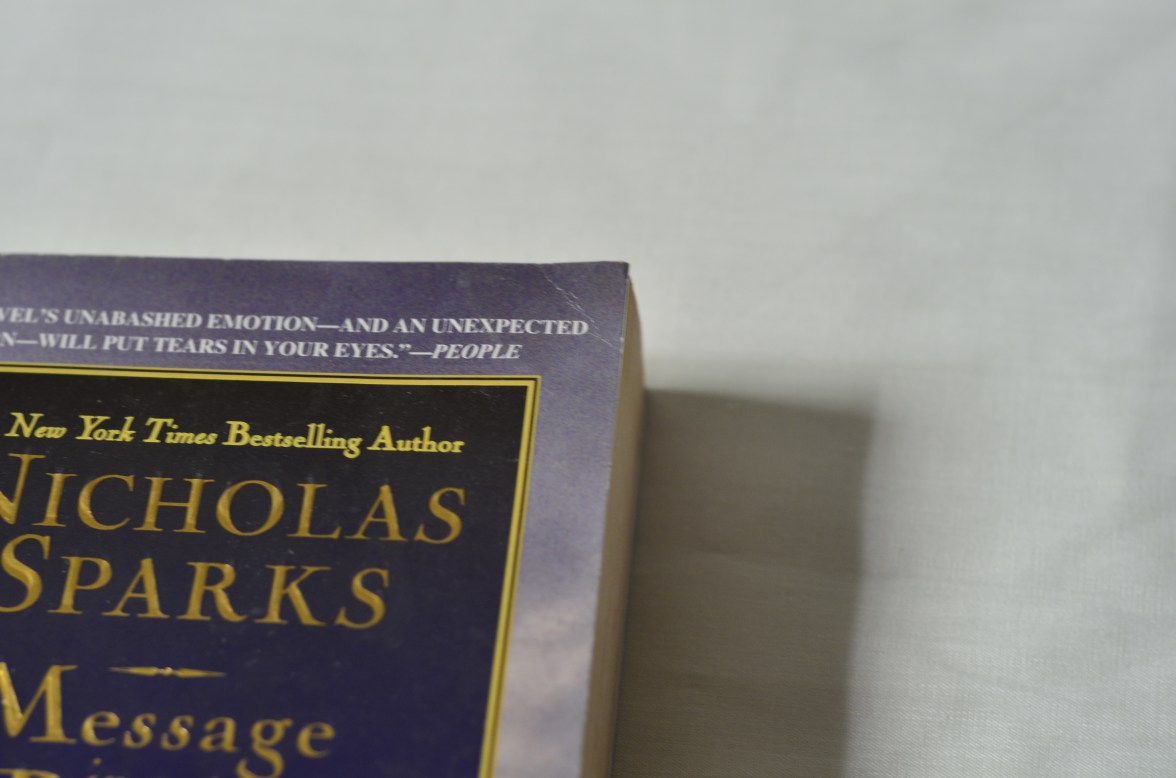 VEL'S UNABASHED EMOTION—AND AN UNEXPECTED
N—WILL PUT TEARS IN YOUR EYES."—PEOPLE
New York Times Bestselling Author
NICHOLAS
SPARKS
Message
in